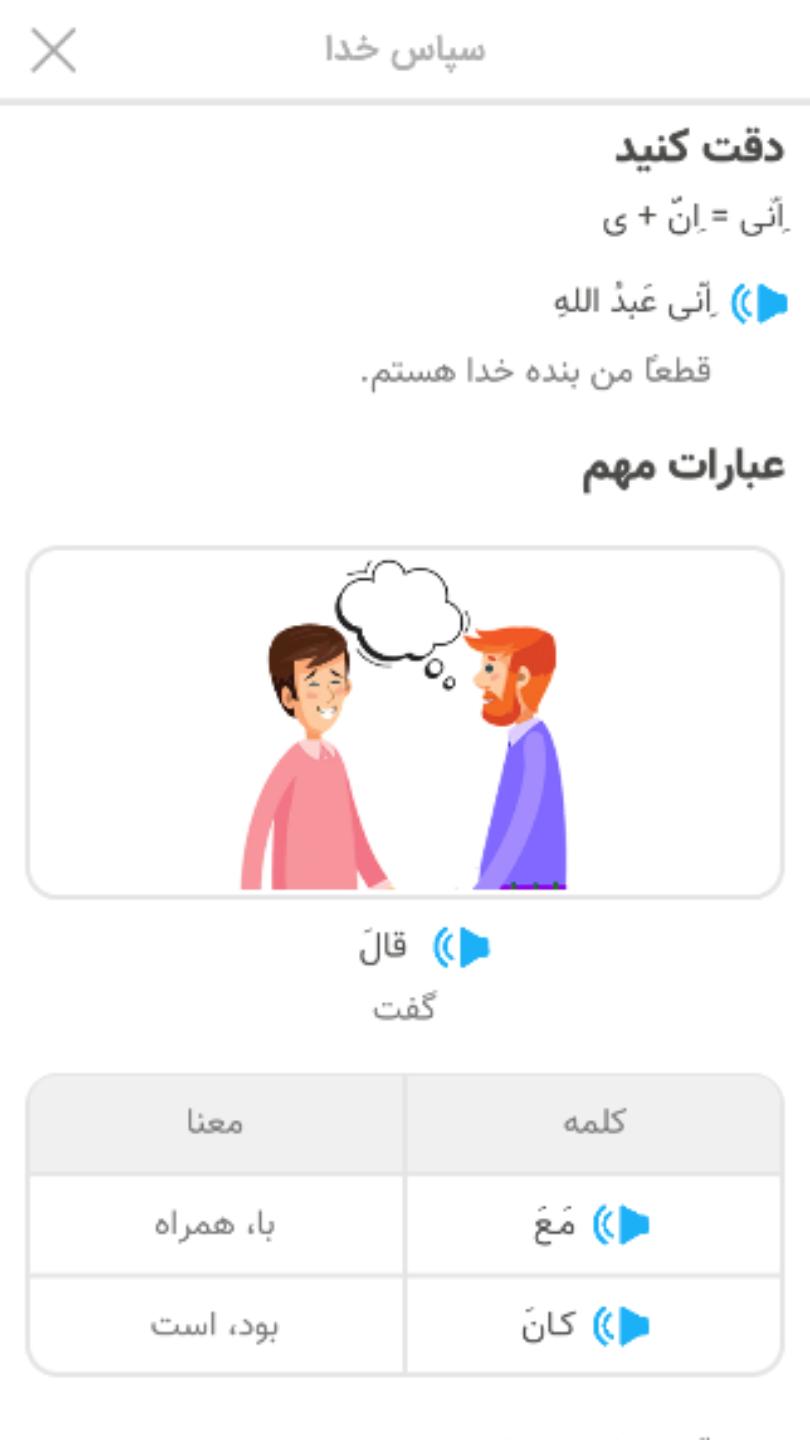 سپاس خدا
دقت کنید
اِنّی = اِنّ + ی
اِنّی عَبدُ اللهِ
قطعاً من بنده خدا هستم.
عبارات مهم
قالَ
گفت
کلمه معنا
مَعَ با، همراه
کانَ بود، است